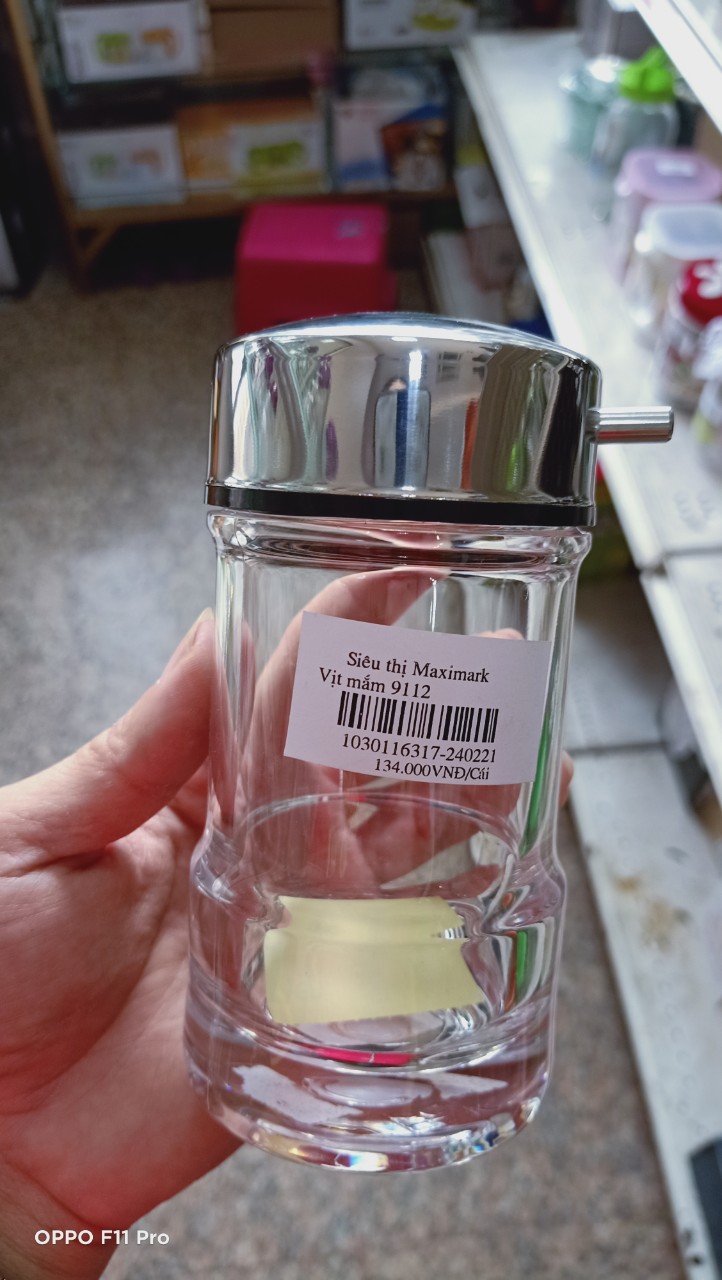 Siêu thị Maximark
Vịt mắm 9112
1030116317-240221
134.000VNĐ/Cái
OPPO F11 Pro